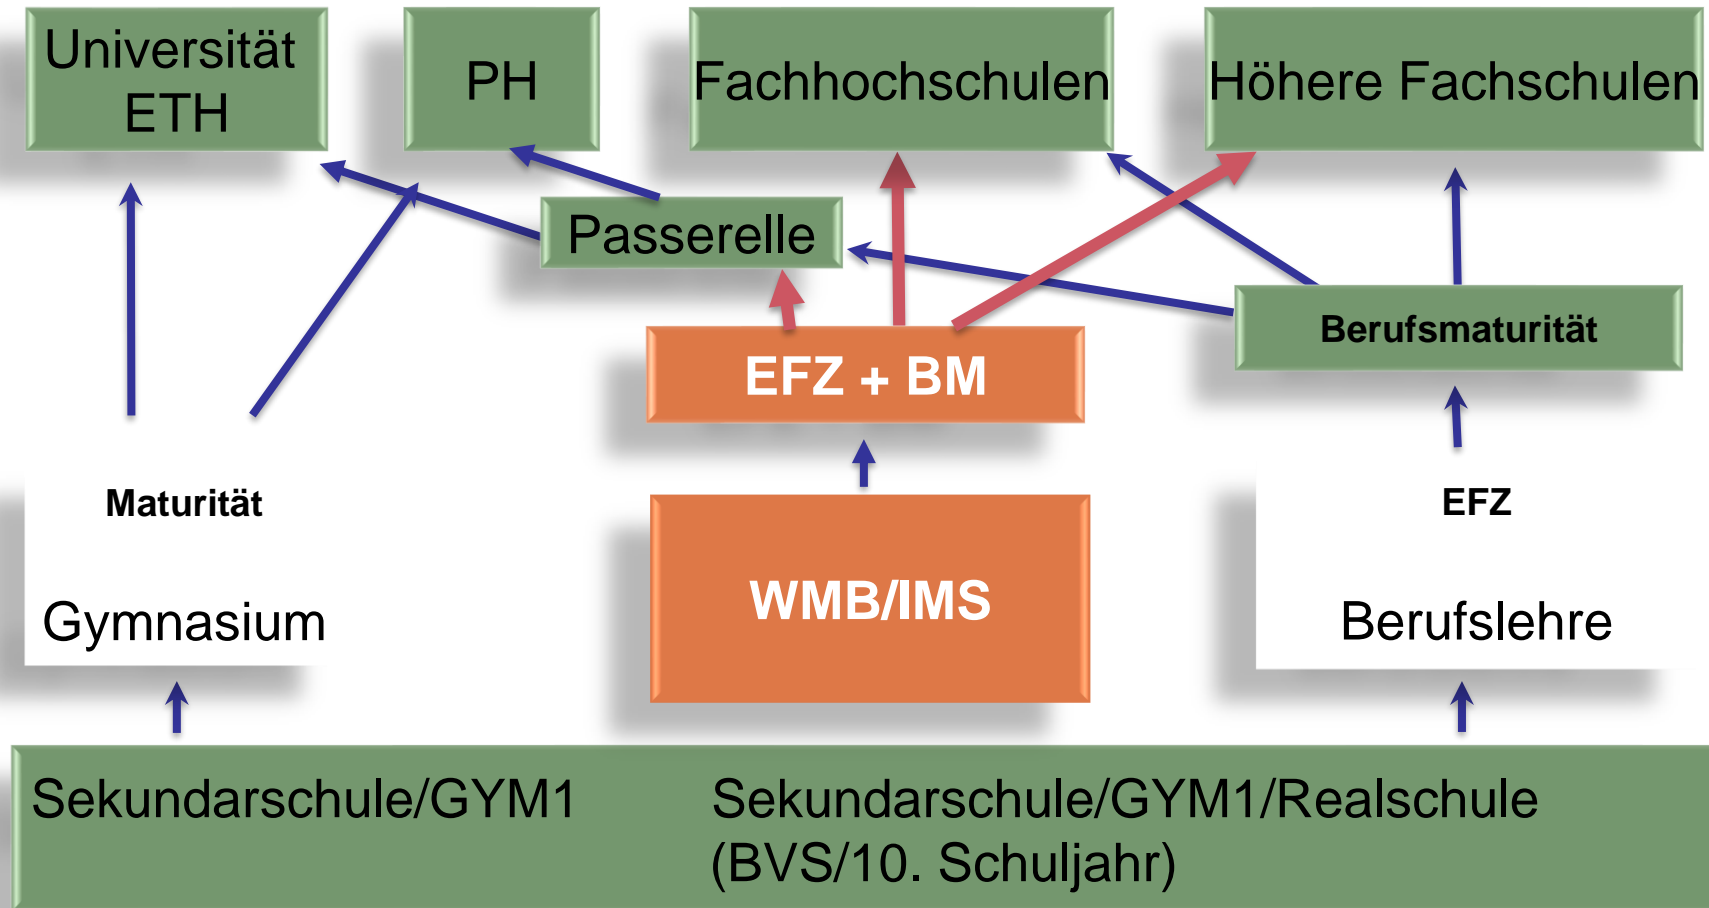 Universität
ETH
PH
Fachhochschulen
Höhere Fachschulen
Passerelle
Berufsmaturität
EFZ + BM
Maturität
EFZ
WMB/IMS
Gymnasium
Berufslehre
Sekundarschule/GYM1
Sekundarschule/GYM1/Realschule
(BVS/10. Schuljahr)